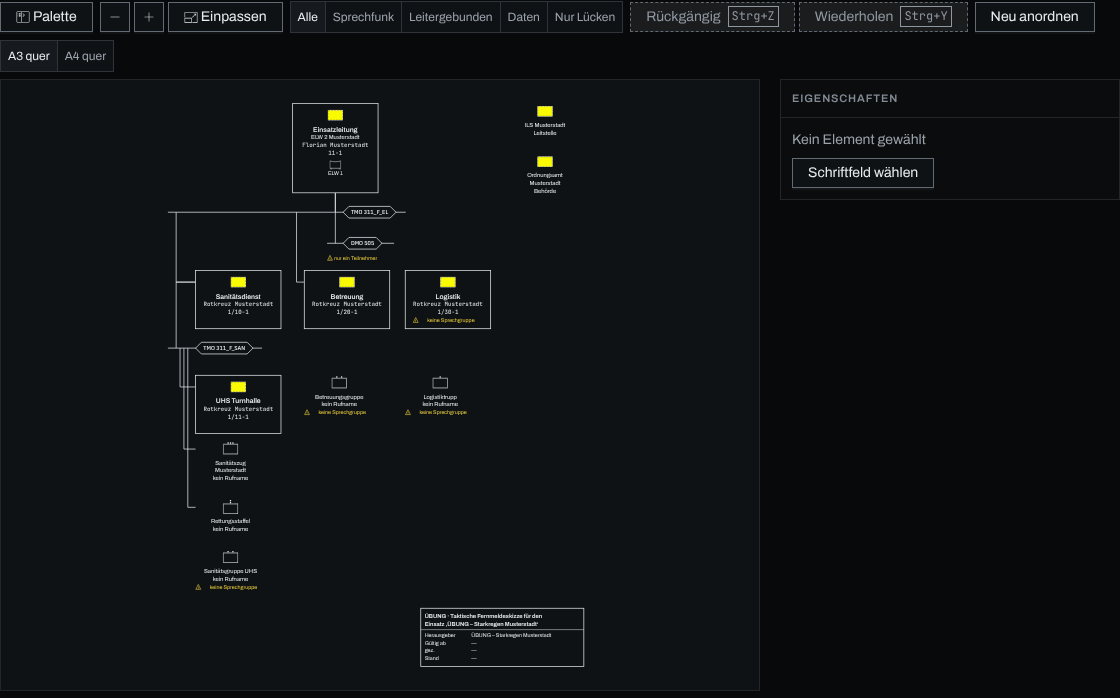 Palette
Einpassen
Alle
Sprechfunk
Leitergebunden
Daten
Nur Lücken
Rückgängig Strg+Z
Wiederholen Strg+Y
Neu anordnen
A3 quer
A4 quer
EIGENSCHAFTEN
Kein Element gewählt
Schriftfeld wählen
Einsatzleitung
ELW 2 Musterstadt
Florian Musterstadt
11-1
ELW 1
ILS Musterstadt
Leitstelle
Ordnungsamt
Musterstadt
Behörde
TMO 311_F_EL
DMO 505
nur ein Teilnehmer
Sanitätsdienst
Rotkreuz Musterstadt
1/10-1
Betreuung
Rotkreuz Musterstadt
1/20-1
Logistik
Rotkreuz Musterstadt
1/30-1
keine Sprechgruppe
TMO 311_F_SAN
UHS Turnhalle
Rotkreuz Musterstadt
1/11-1
Betreuungsgruppe
kein Rufname
keine Sprechgruppe
Logistiktrupp
kein Rufname
keine Sprechgruppe
Sanitätszug
Musterstadt
kein Rufname
Rettungsstaffel
kein Rufname
Sanitätsgruppe UHS
kein Rufname
keine Sprechgruppe
ÜBUNG · Taktische Fernmeldeskizze für den
Einsatz „ÜBUNG – Starkregen Musterstadt“
Herausgeber ÜBUNG – Starkregen Musterstadt
Gültig ab —
gez. —
Stand —